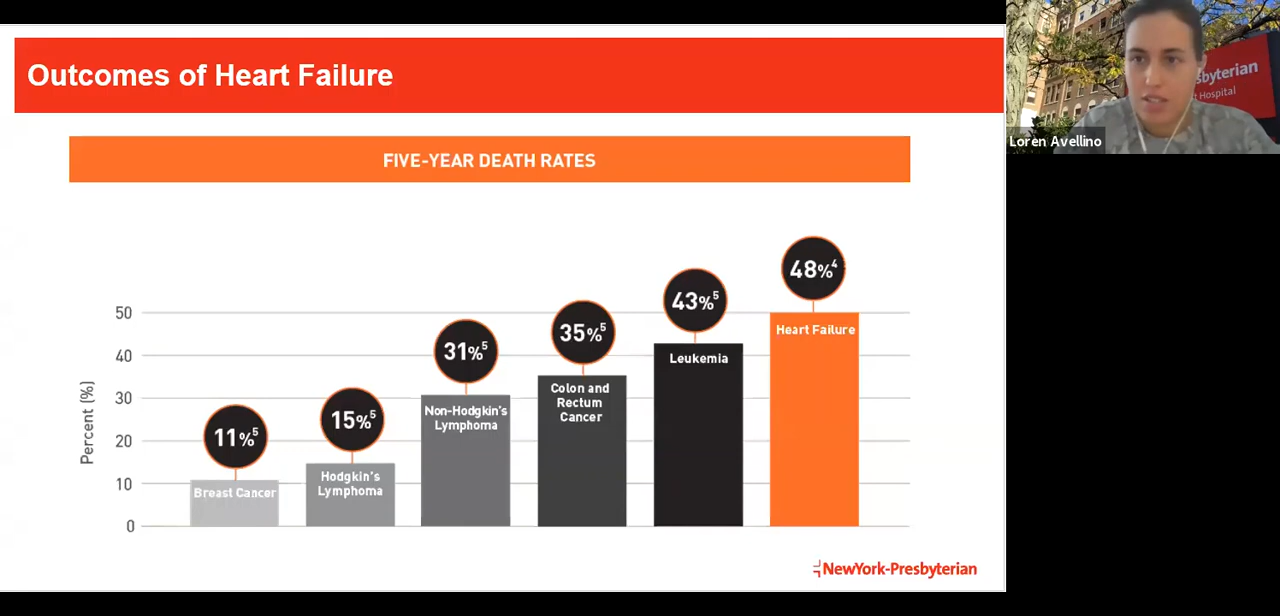 Outcomes of Heart Failure
FIVE-YEAR DEATH RATES
Percent (%)
50
40
30
20
10
0
11%5
Breast Cancer
15%5
Hodgkin's
Lymphoma
31%5
Non-Hodgkin's
Lymphoma
35%5
Colon and
Rectum
Cancer
43%5
Leukemia
48%4
Heart Failure
NewYork-Presbyterian
sbyterian
Hospital
Loren Avellino